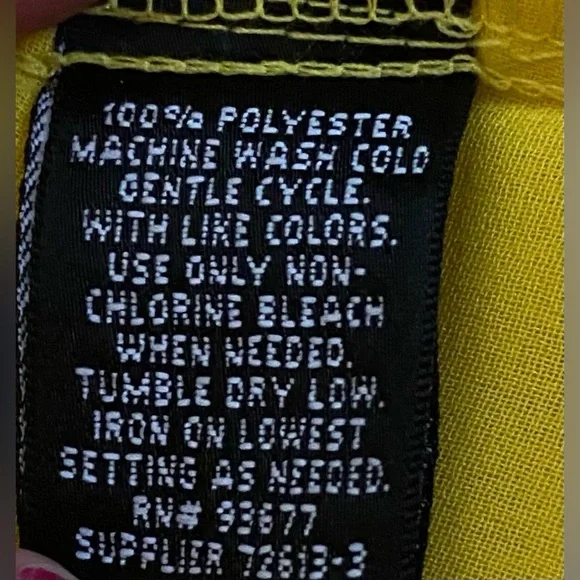 100% POLYESTER
MACHINE WASH COLD
GENTLE CYCLE.
WITH LIKE COLORS.
USE ONLY NON-
CHLORINE BLEACH
WHEN NEEDED.
TUMBLE DRY LOW.
IRON ON LOWEST
SETTING AS NEEDED.
RN# 93677
SUPPLIER 72613-3